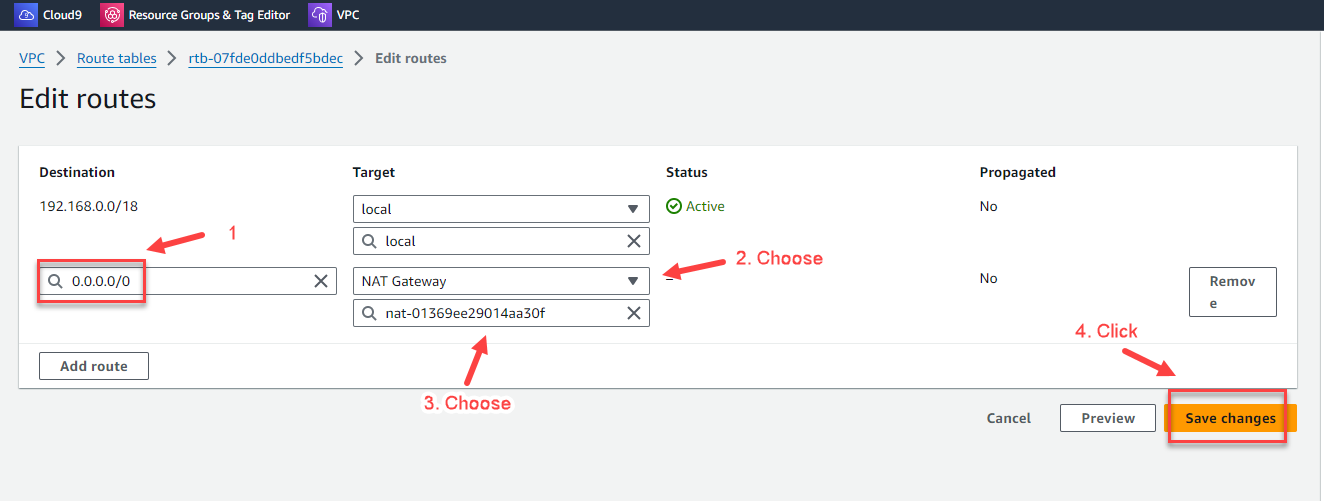 Cloud9 Resource Groups & Tag Editor VPC
VPC > Route tables > rtb-07fde0ddbedf5bdec > Edit routes
Edit routes
Destination Target Status Propagated
192.168.0.0/18 local Active No
local
1
0.0.0.0/0 NAT Gateway – No Remov
e
2. Choose
nat-01369ee29014aa30f
3. Choose
4. Click
Add route
Cancel Preview Save changes